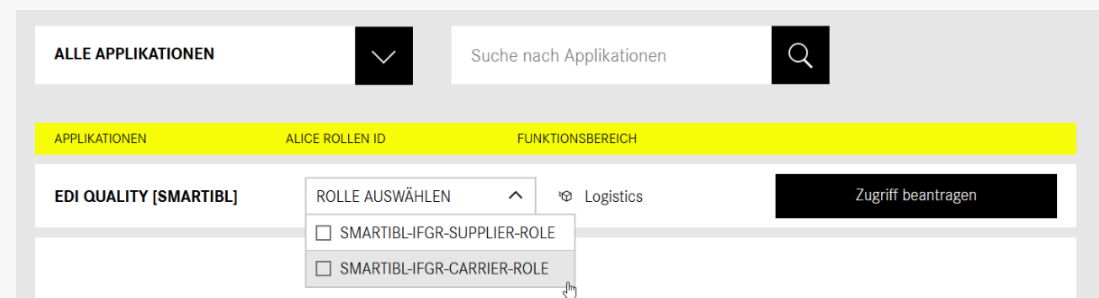 ALLE APPLIKATIONEN
Suche nach Applikationen
APPLIKATIONEN ALICE ROLLEN ID FUNKTIONSBEREICH
EDI QUALITY [SMARTIBL] ROLLE AUSWÄHLEN Logistics Zugriff beantragen
SMARTIBL-IFGR-SUPPLIER-ROLE
SMARTIBL-IFGR-CARRIER-ROLE